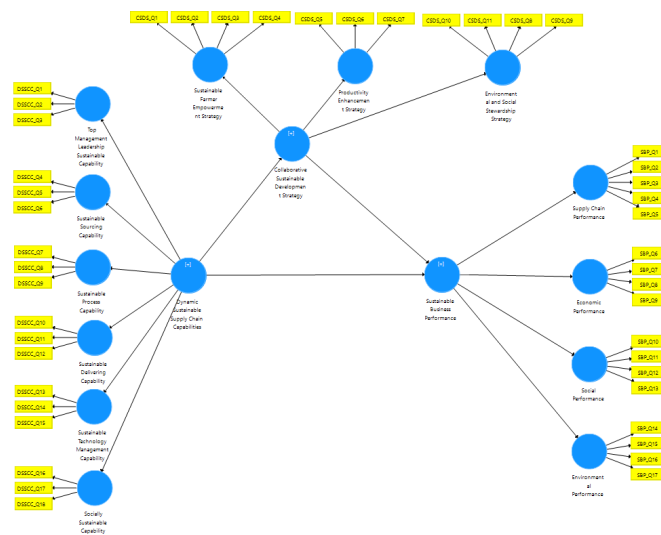 CSDS_Q1
CSDS_Q2
CSDS_Q3
CSDS_Q4
CSDS_Q5
CSDS_Q6
CSDS_Q7
CSDS_Q10
CSDS_Q11
CSDS_Q8
CSDS_Q9
Sustainable
Farmer
Empowerme
nt Strategy
Productivity
Enhancemen
t Strategy
Environment
al and Social
Stewardship
Strategy
DSSCC_Q1
DSSCC_Q2
DSSCC_Q3
Top
Management
Leadership
Sustainable
Capability
[+]
Collaborative
Sustainable
Developmen
t Strategy
DSSCC_Q4
DSSCC_Q5
DSSCC_Q6
Sustainable
Sourcing
Capability
SBP_Q1
SBP_Q2
SBP_Q3
SBP_Q4
SBP_Q5
Supply Chain
Performance
DSSCC_Q7
DSSCC_Q8
DSSCC_Q9
Sustainable
Process
Capability
[+]
Dynamic
Sustainable
Supply Chain
Capabilities
[+]
Sustainable
Business
Performance
SBP_Q6
SBP_Q7
SBP_Q8
SBP_Q9
Economic
Performance
DSSCC_Q10
DSSCC_Q11
DSSCC_Q12
Sustainable
Delivering
Capability
SBP_Q10
SBP_Q11
SBP_Q12
SBP_Q13
Social
Performance
DSSCC_Q13
DSSCC_Q14
DSSCC_Q15
Sustainable
Technology
Management
Capability
SBP_Q14
SBP_Q15
SBP_Q16
SBP_Q17
Environment
al
Performance
DSSCC_Q16
DSSCC_Q17
DSSCC_Q18
Socially
Sustainable
Capability